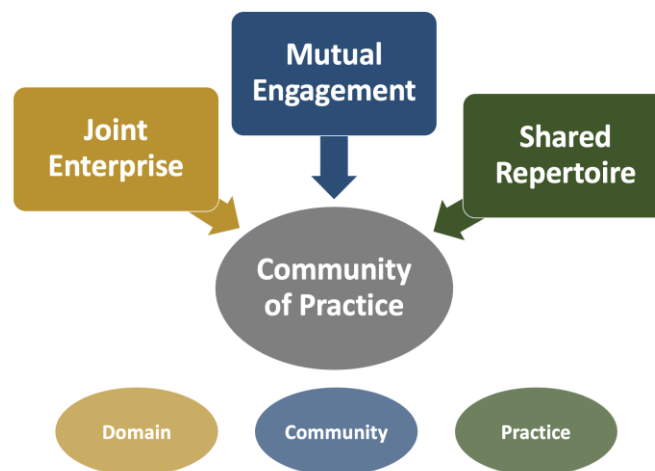 Mutual
Engagement
Joint
Enterprise
Shared
Repertoire
Community
of Practice
Domain
Community
Practice